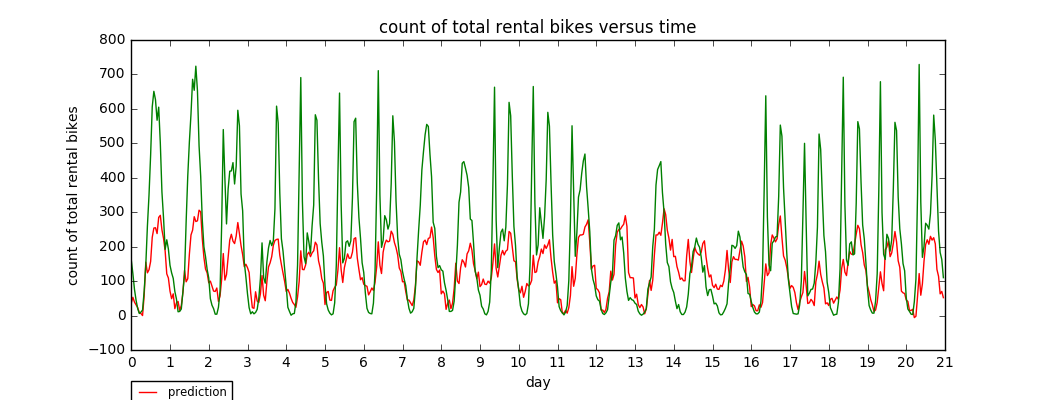 count of total rental bikes versus time
800
700
600
500
400
300
200
100
0
−100
count of total rental bikes
0 1 2 3 4 5 6 7 8 9 10 11 12 13 14 15 16 17 18 19 20 21
day
prediction